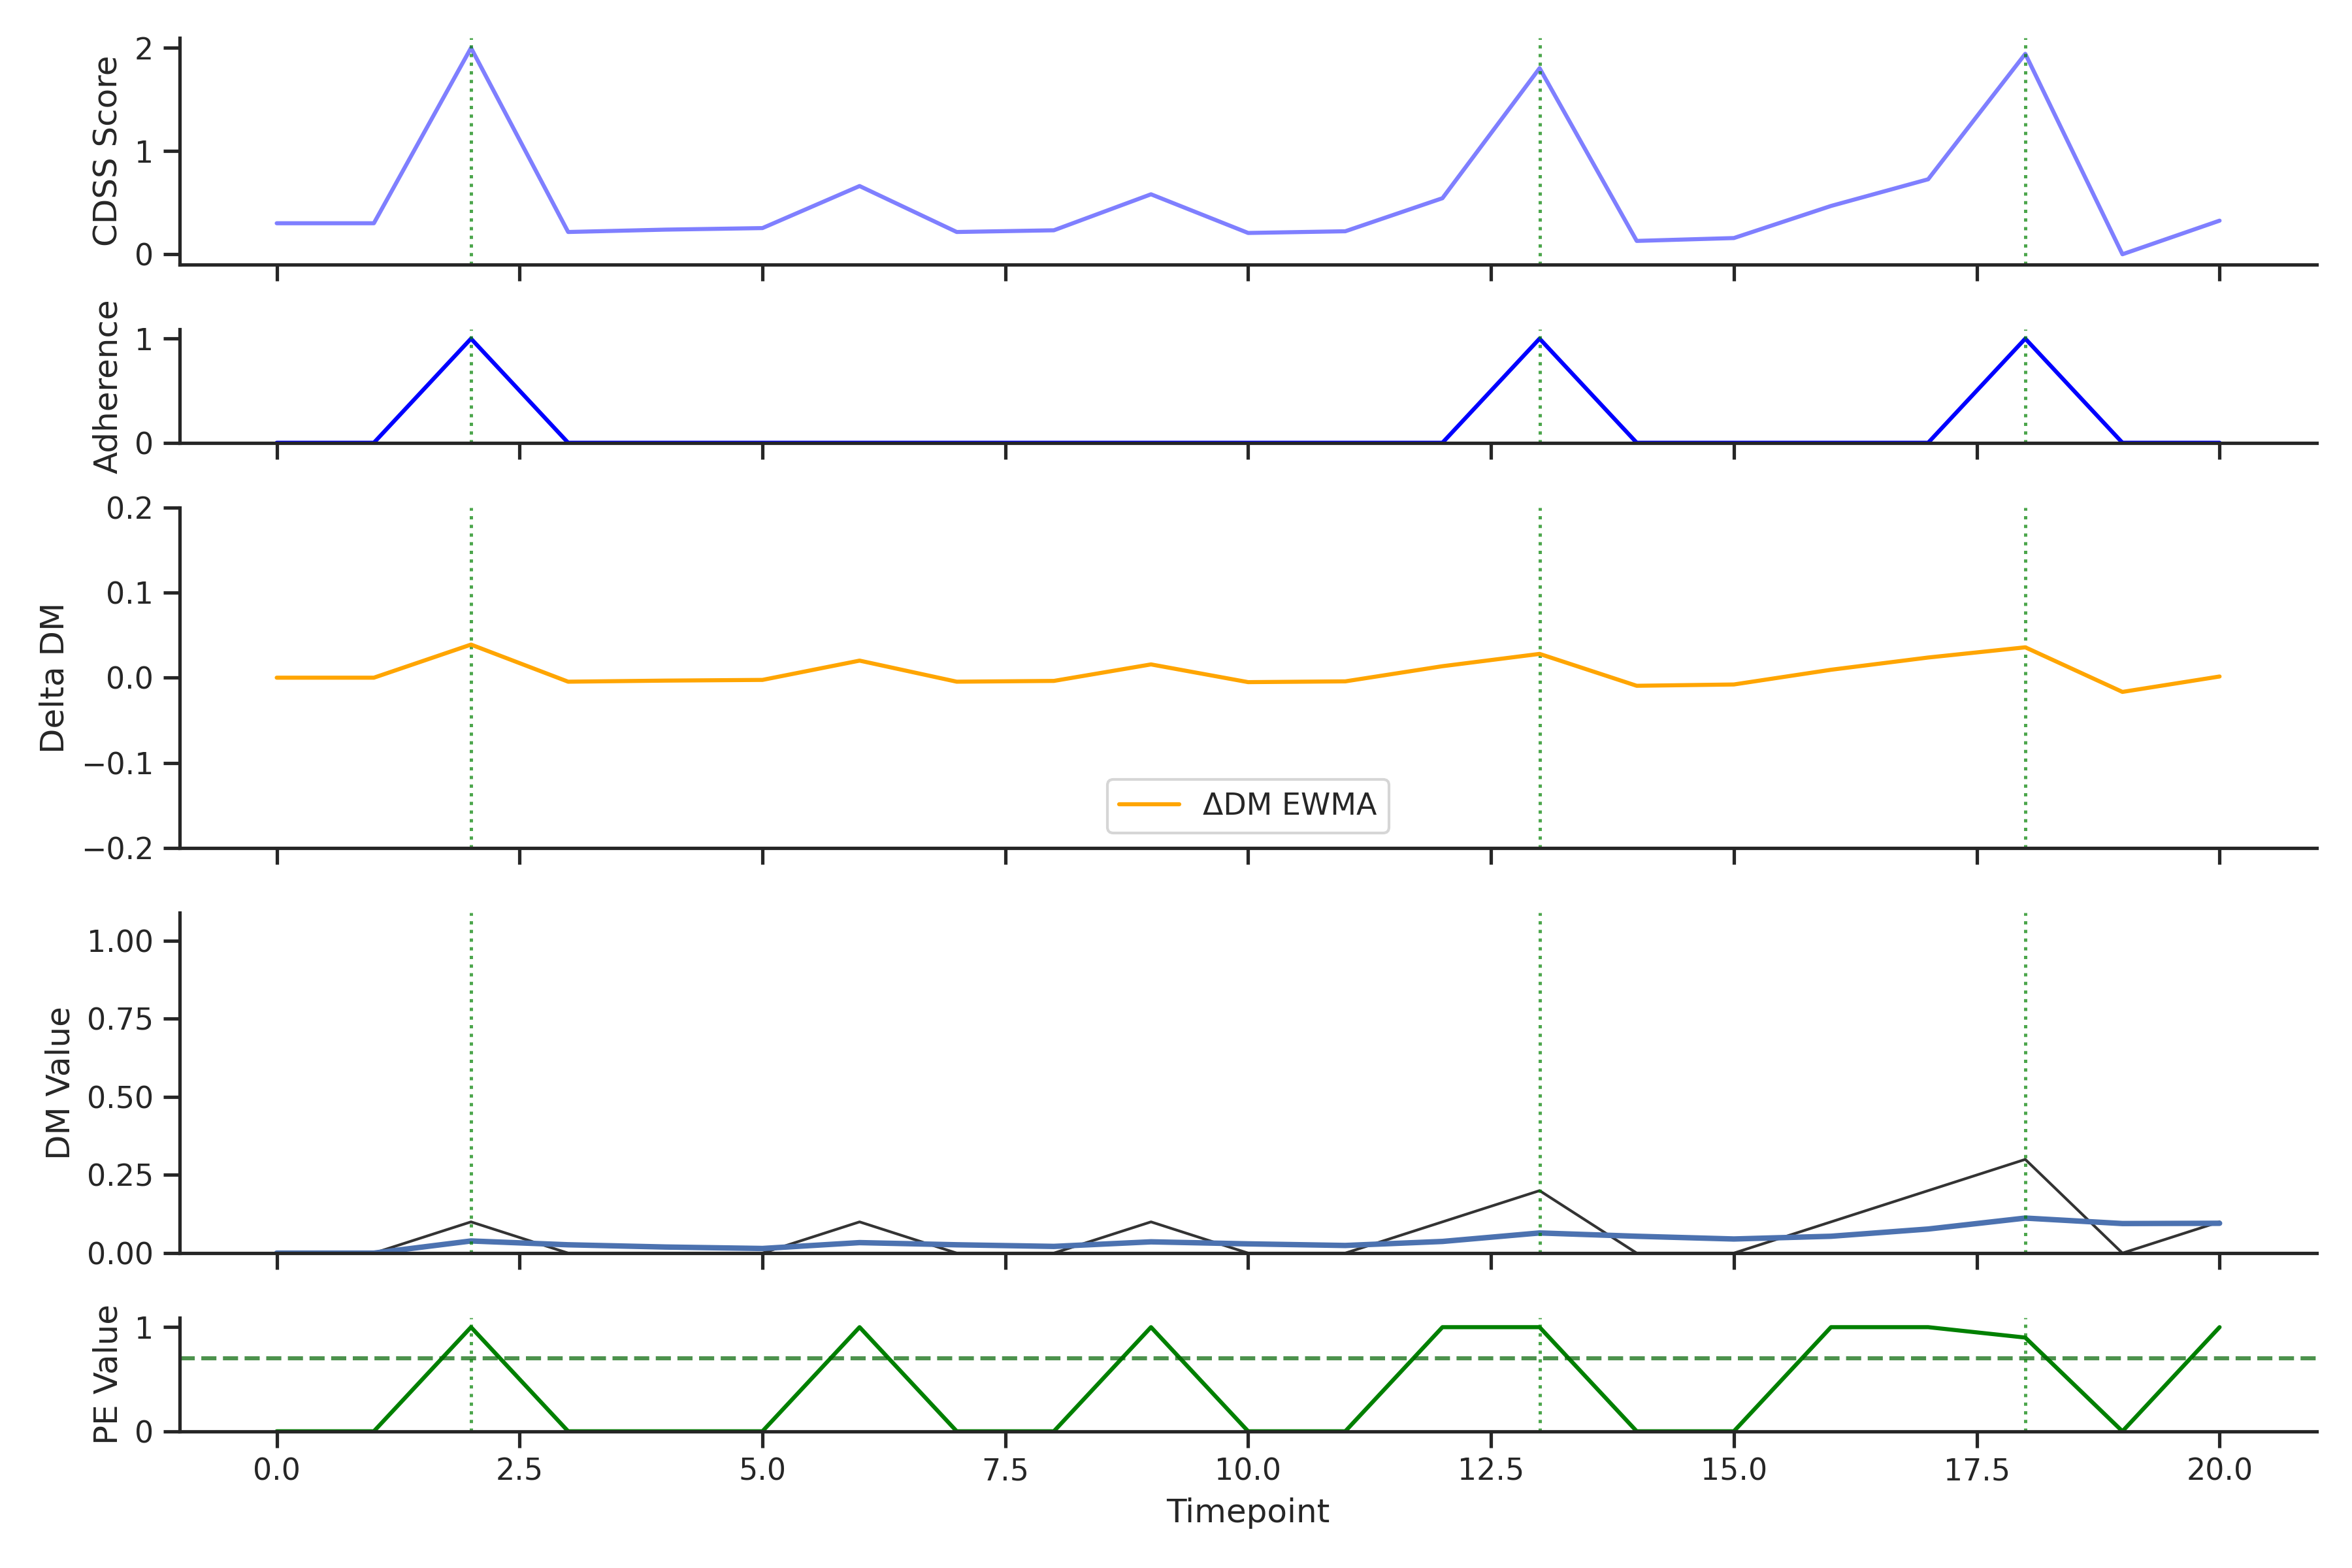 CDSS Score
2
1
0
Adherence
1
0
Delta DM
0.2
0.1
0.0
−0.1
−0.2
ΔDM EWMA
DM Value
1.00
0.75
0.50
0.25
0.00
PE Value
1
0
0.0 2.5 5.0 7.5 10.0 12.5 15.0 17.5 20.0
Timepoint